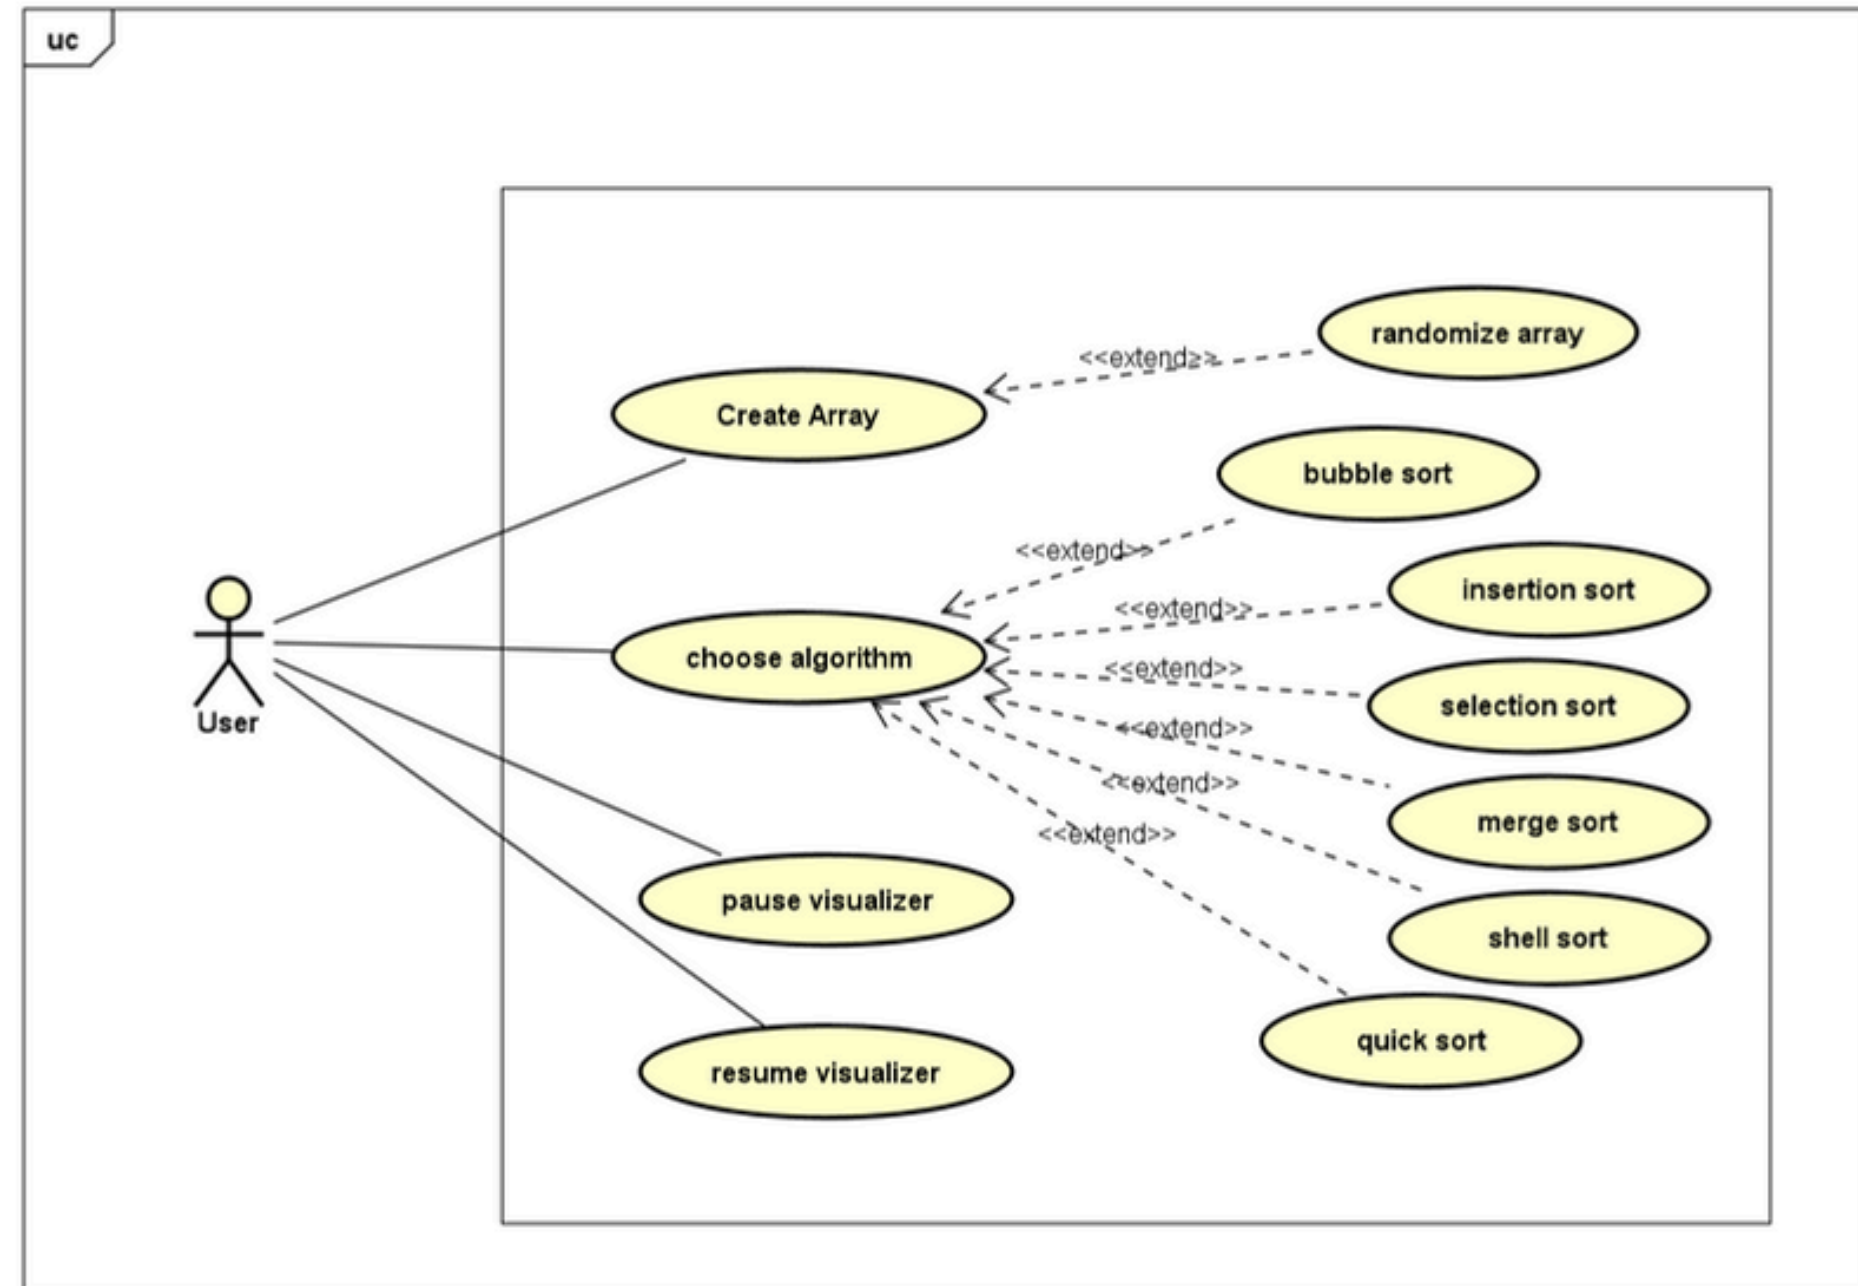 uc
randomize array
<<extend>>
Create Array
bubble sort
<<extend>>
insertion sort
<<extend>>
choose algorithm
<<extend>>
selection sort
User
<<extend>>
<<extend>>
merge sort
<<extend>>
pause visualizer
shell sort
quick sort
resume visualizer